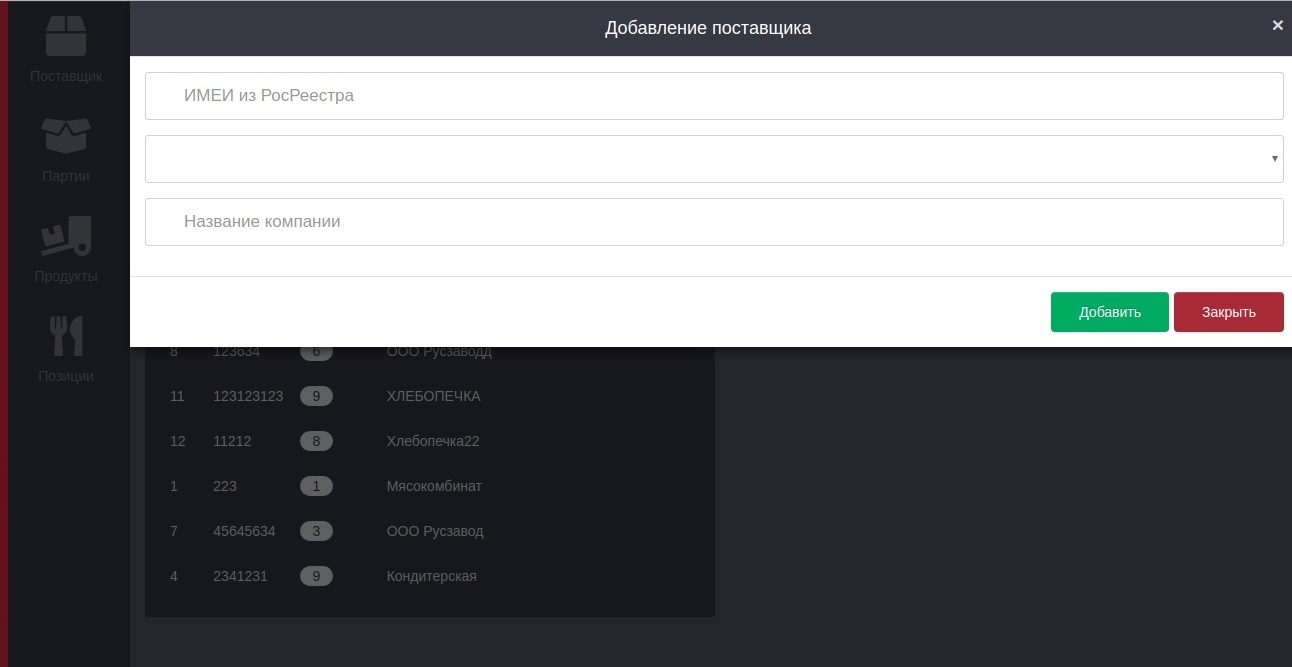 Добавление поставщика ×
Поставщик
Партии
Продукты
Позиции
ИМЕИ из РосРеестра
Название компании
Добавить Закрыть
8 123634 6 ООО Русзаводд
11 123123123 9 ХЛЕБОПЕЧКА
12 11212 8 Хлебопечка22
1 223 1 Мясокомбинат
7 45645634 3 ООО Русзавод
4 2341231 9 Кондитерская